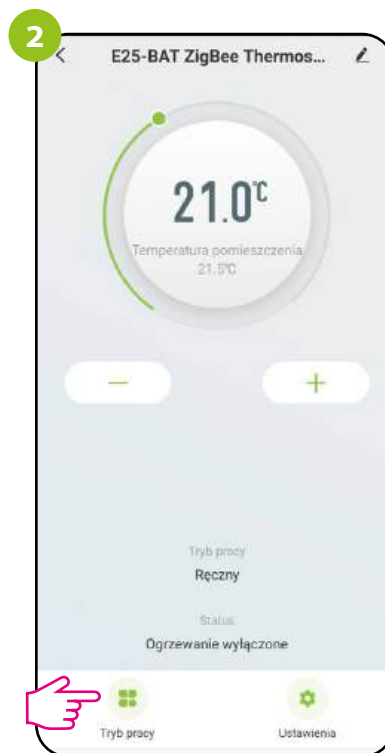 2
E25-BAT ZigBee Thermos...
21.0°C
Temperatura pomieszczenia
21.5°C
Tryb pracy
Ręczny
Status
Ogrzewanie wyłączone
Tryb pracy
Ustawienia